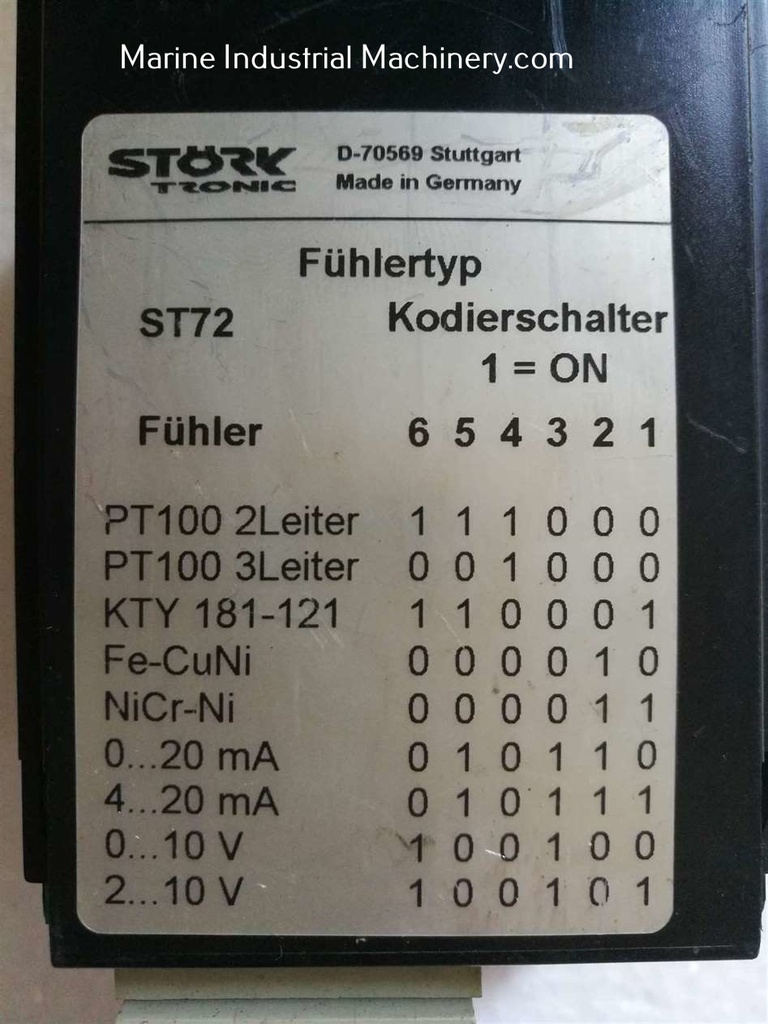 Marine Industrial Machinery.com
STÖRK TRONIC
D-70569 Stuttgart
Made in Germany
Fühlertyp
ST72 Kodierschalter
1 = ON
Fühler 6 5 4 3 2 1
PT100 2Leiter 1 1 1 0 0 0
PT100 3Leiter 0 0 1 0 0 0
KTY 181-121 1 1 0 0 0 1
Fe-CuNi 0 0 0 0 1 0
NiCr-Ni 0 0 0 0 1 1
0...20 mA 0 1 0 1 1 0
4...20 mA 0 1 0 1 1 1
0...10 V 1 0 0 1 0 0
2...10 V 1 0 0 1 0 1